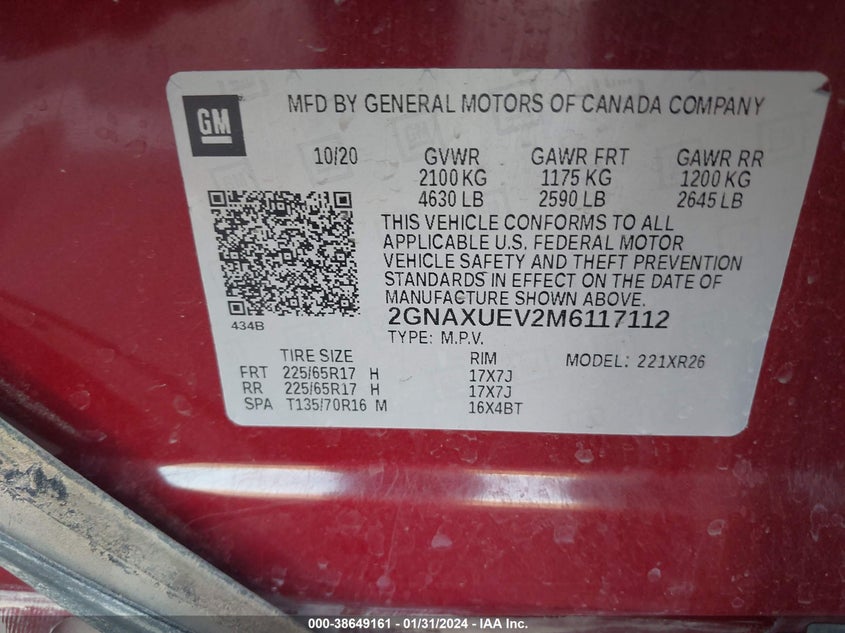 GM
MFD BY GENERAL MOTORS OF CANADA COMPANY
10/20 GVWR GAWR FRT GAWR RR
2100 KG 1175 KG 1200 KG
4630 LB 2590 LB 2645 LB
THIS VEHICLE CONFORMS TO ALL
APPLICABLE U.S. FEDERAL MOTOR
VEHICLE SAFETY AND THEFT PREVENTION
STANDARDS IN EFFECT ON THE DATE OF
MANUFACTURE SHOWN ABOVE.
434B
2GNAXUEV2M6117112
TYPE: M.P.V.
TIRE SIZE RIM MODEL: 221XR26
FRT 225/65R17 H 17X7J
RR 225/65R17 H 17X7J
SPA T135/70R16 M 16X4BT
000-38649161 - 01/31/2024 - IAA Inc.